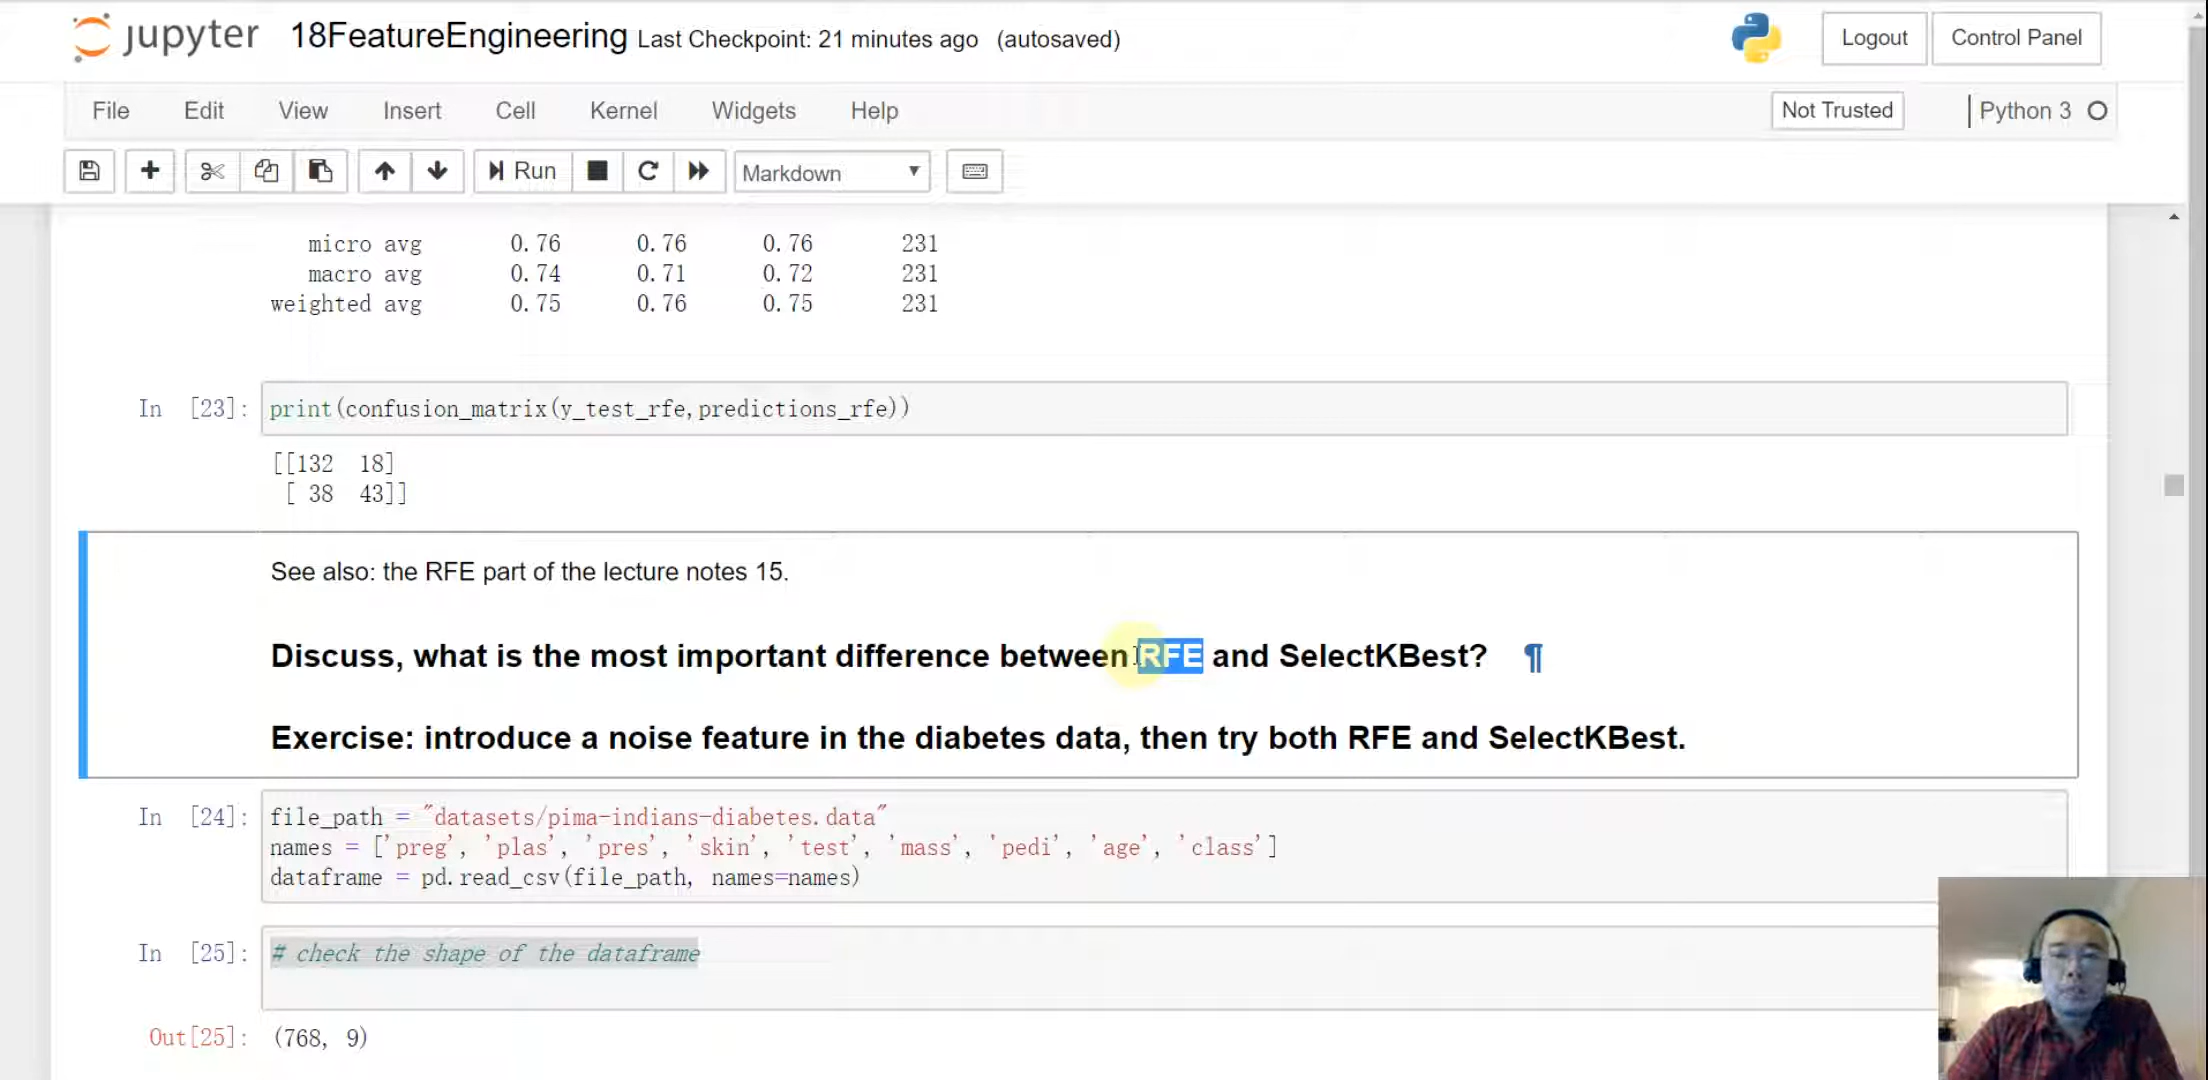 jupyter 18FeatureEngineering Last Checkpoint: 21 minutes ago (autosaved) Logout Control Panel
File Edit View Insert Cell Kernel Widgets Help Not Trusted Python 3
Run Markdown
micro avg 0.76 0.76 0.76 231
macro avg 0.74 0.71 0.72 231
weighted avg 0.75 0.76 0.75 231
In [23]: print(confusion_matrix(y_test_rfe,predictions_rfe))
[[132 18]
[ 38 43]]
See also: the RFE part of the lecture notes 15.
Discuss, what is the most important difference between RFE and SelectKBest? ¶
Exercise: introduce a noise feature in the diabetes data, then try both RFE and SelectKBest.
In [24]: file_path = "datasets/pima-indians-diabetes.data"
names = ['preg', 'plas', 'pres', 'skin', 'test', 'mass', 'pedi', 'age', 'class']
dataframe = pd.read_csv(file_path, names=names)
In [25]: # check the shape of the dataframe
Out[25]: (768, 9)